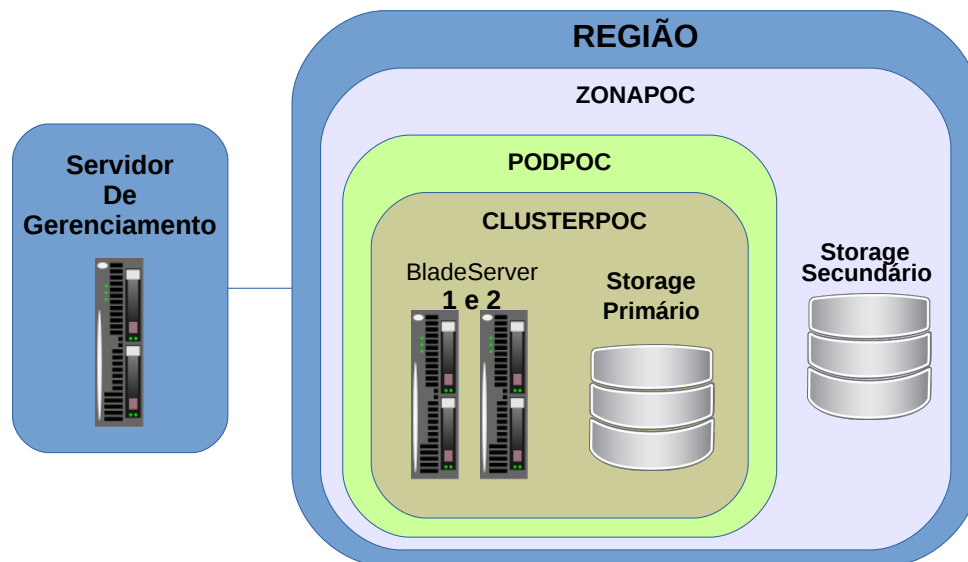 REGIÃO
ZONAPOC
PODPOC
CLUSTERPOC
Servidor
De
Gerenciamento
BladeServer
1 e 2
Storage
Primário
Storage
Secundário